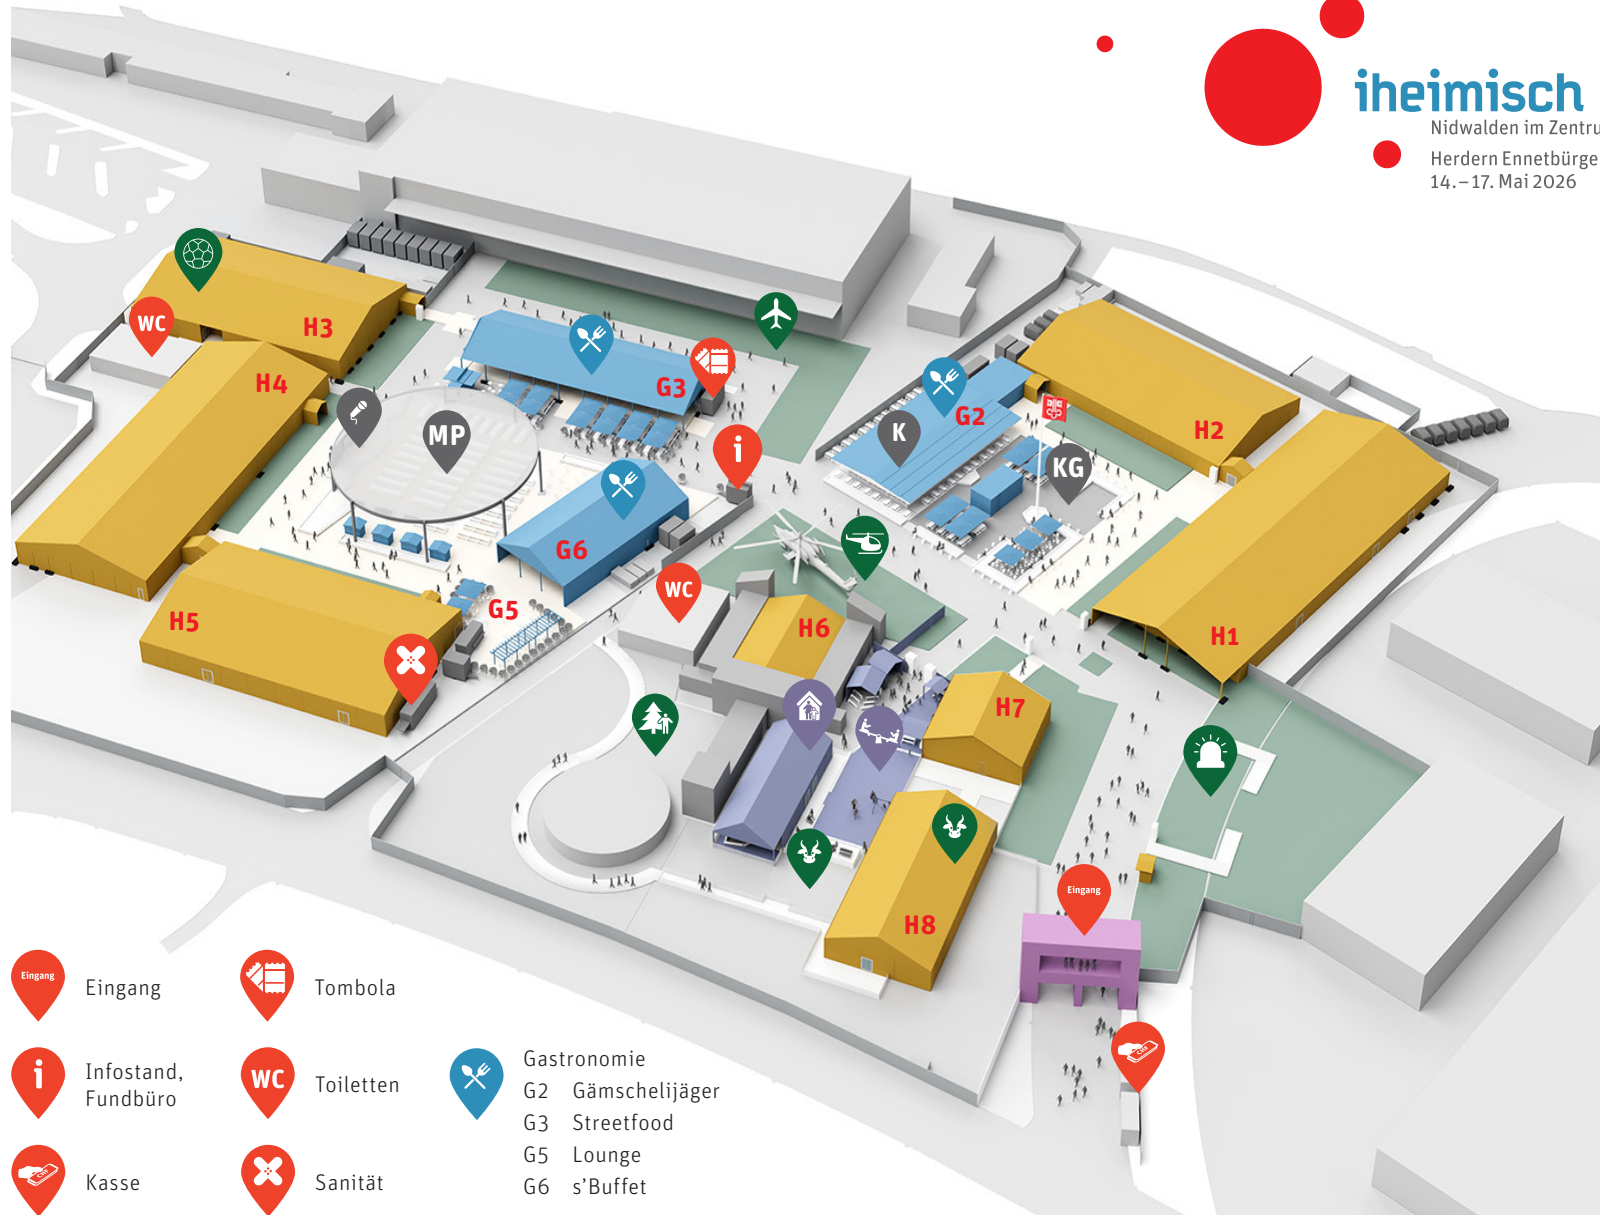 iheimisch
Nidwalden im Zentru
Herdern Ennetbürge
14.–17. Mai 2026
WC
H3
H4
MP
G3
G2
K
KG
H2
i
G6
WC
G5
H5
H6
H1
H7
H8
Eingang
Eingang
Eingang
Tombola
i
Infostand,
Fundbüro
WC
Toiletten
Kasse
Sanität
Gastronomie
G2 Gämschelijäger
G3 Streetfood
G5 Lounge
G6 s'Buffet